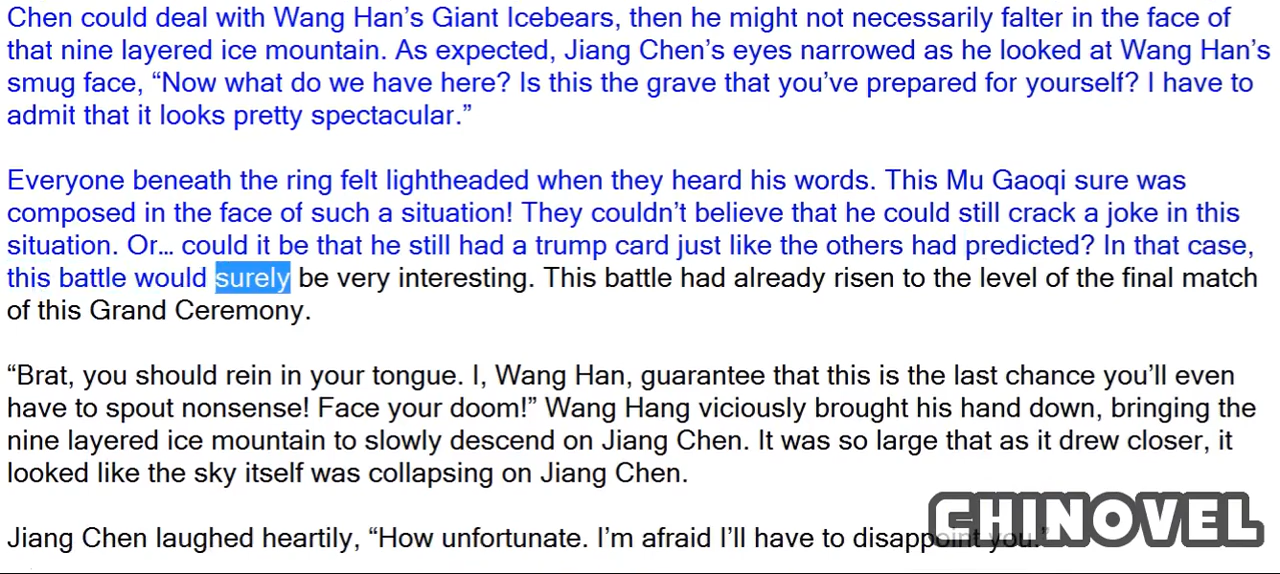 Chen could deal with Wang Han’s Giant Icebears, then he might not necessarily falter in the face of
that nine layered ice mountain. As expected, Jiang Chen’s eyes narrowed as he looked at Wang Han’s
smug face, “Now what do we have here? Is this the grave that you’ve prepared for yourself? I have to
admit that it looks pretty spectacular.”
Everyone beneath the ring felt lightheaded when they heard his words. This Mu Gaoqi sure was
composed in the face of such a situation! They couldn’t believe that he could still crack a joke in this
situation. Or… could it be that he still had a trump card just like the others had predicted? In that case,
this battle would surely be very interesting. This battle had already risen to the level of the final match
of this Grand Ceremony.
“Brat, you should rein in your tongue. I, Wang Han, guarantee that this is the last chance you’ll even
have to spout nonsense! Face your doom!” Wang Hang viciously brought his hand down, bringing the
nine layered ice mountain to slowly descend on Jiang Chen. It was so large that as it drew closer, it
looked like the sky itself was collapsing on Jiang Chen.
Jiang Chen laughed heartily, “How unfortunate. I’m afraid I’ll have to disappoint you.”
CHINOVEL